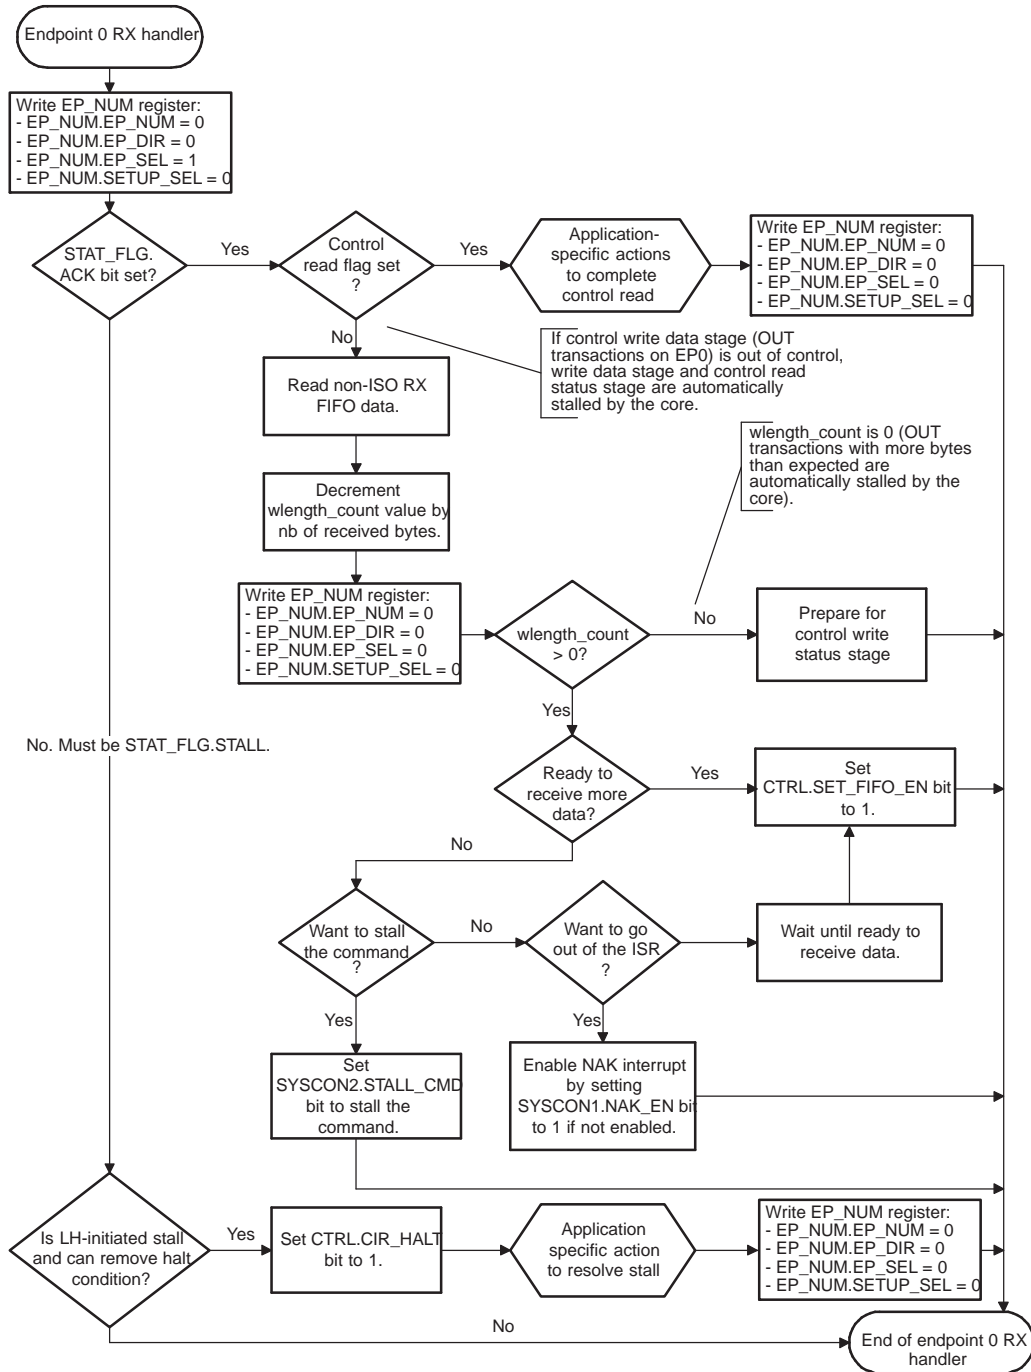 Endpoint 0 RX handler
Write EP_NUM register:
- EP_NUM.EP_NUM = 0
- EP_NUM.EP_DIR = 0
- EP_NUM.EP_SEL = 1
- EP_NUM.SETUP_SEL = 0
STAT_FLG.
ACK bit set?
Yes
Control
read flag set
?
Yes
Application-
specific actions
to complete
control read
Write EP_NUM register:
- EP_NUM.EP_NUM = 0
- EP_NUM.EP_DIR = 0
- EP_NUM.EP_SEL = 0
- EP_NUM.SETUP_SEL = 0
No
If control write data stage (OUT
transactions on EP0) is out of control,
write data stage and control read
status stage are automatically
stalled by the core.
Read non-ISO RX
FIFO data.
wlength_count is 0 (OUT
transactions with more bytes
than expected are
automatically stalled by the
core).
Decrement
wlength_count value by
nb of received bytes.
Write EP_NUM register:
- EP_NUM.EP_NUM = 0
- EP_NUM.EP_DIR = 0
- EP_NUM.EP_SEL = 0
- EP_NUM.SETUP_SEL = 0
wlength_count
> 0?
No
Prepare for
control write
status stage
Yes
No. Must be STAT_FLG.STALL.
Ready to
receive more
data?
Yes
Set
CTRL.SET_FIFO_EN bit
to 1.
No
Want to stall
the command
?
No
Want to go
out of the ISR
?
Wait until ready to
receive data.
Yes
Yes
Set
SYSCON2.STALL_CMD
bit to stall the
command.
Enable NAK interrupt
by setting
SYSCON1.NAK_EN bit
to 1 if not enabled.
Is LH-initiated stall
and can remove halt
condition?
Yes
Set CTRL.CIR_HALT
bit to 1.
Application
specific action
to resolve stall
Write EP_NUM register:
- EP_NUM.EP_NUM = 0
- EP_NUM.EP_DIR = 0
- EP_NUM.EP_SEL = 0
- EP_NUM.SETUP_SEL = 0
No
End of endpoint 0 RX
handler